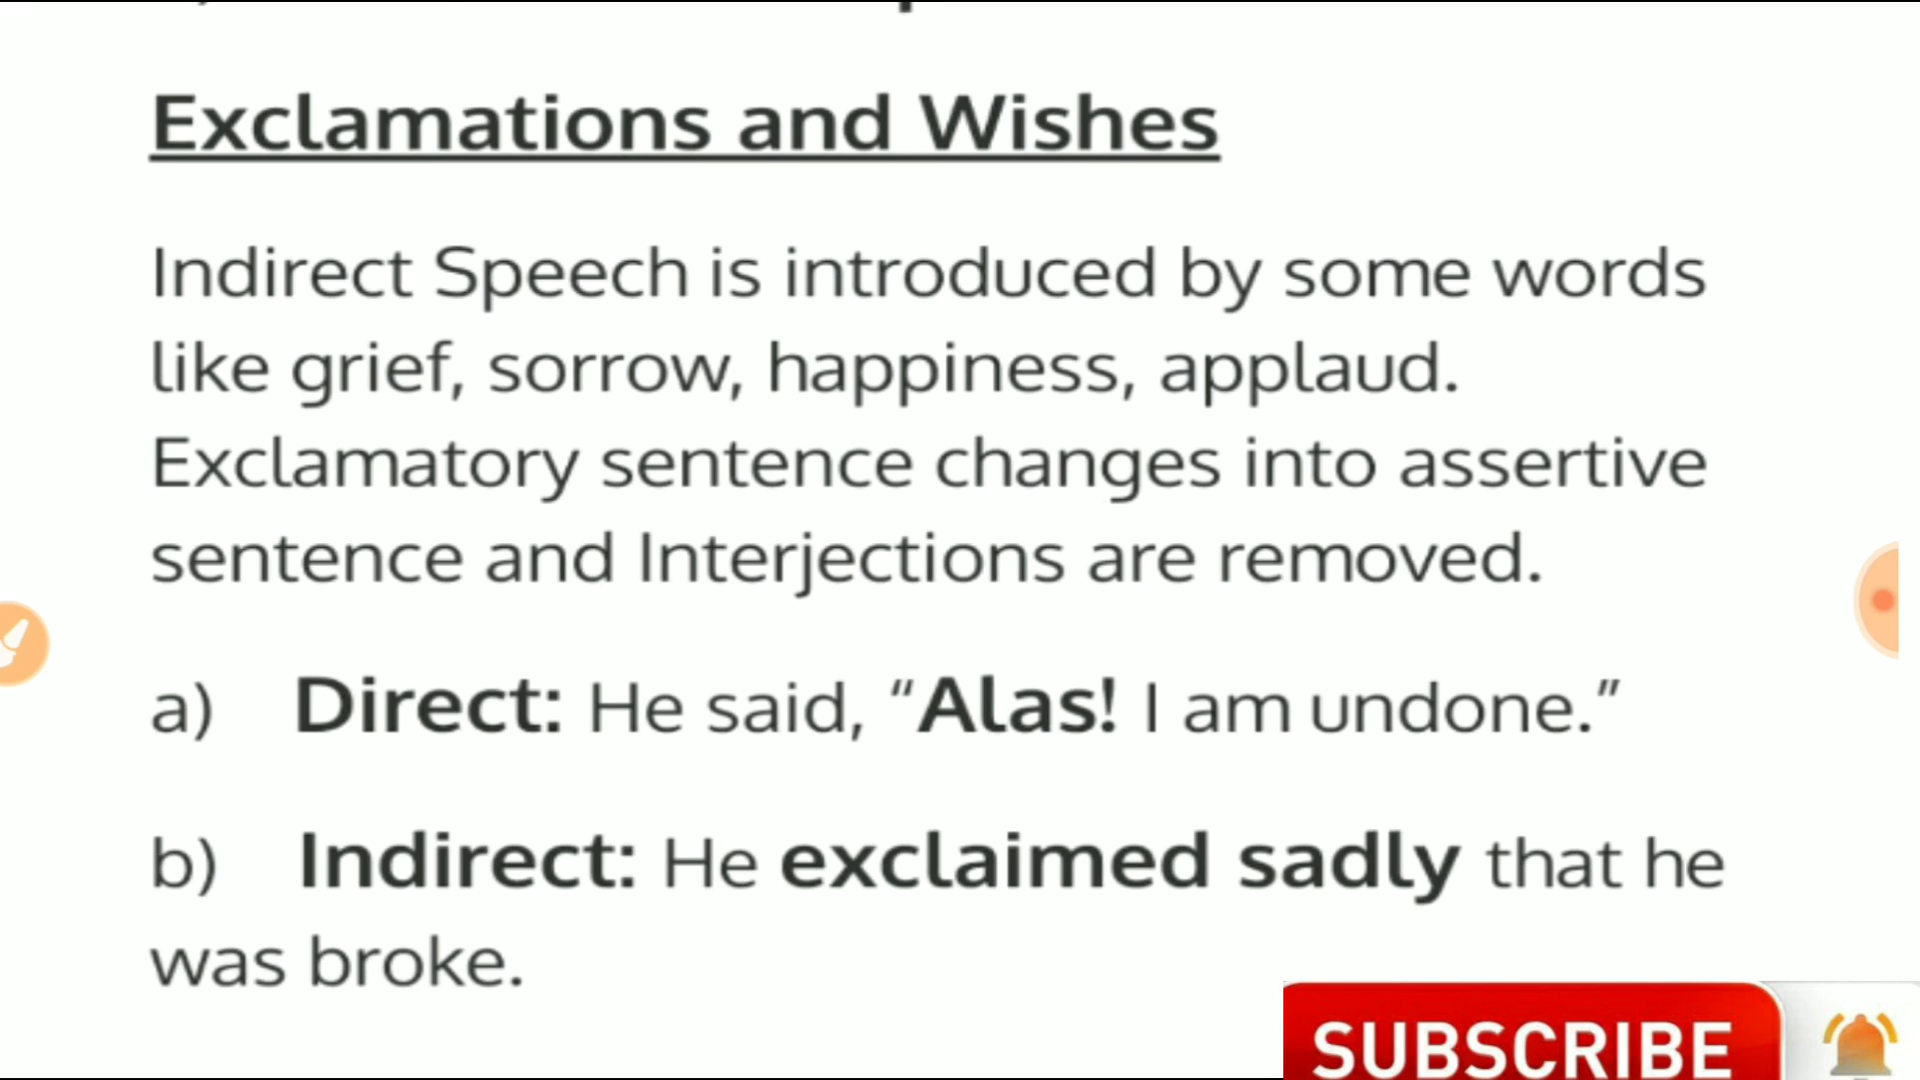 Exclamations and Wishes
Indirect Speech is introduced by some words
like grief, sorrow, happiness, applaud.
Exclamatory sentence changes into assertive
sentence and Interjections are removed.
a) Direct: He said, “Alas! I am undone.”
b) Indirect: He exclaimed sadly that he
was broke.
SUBSCRIBE